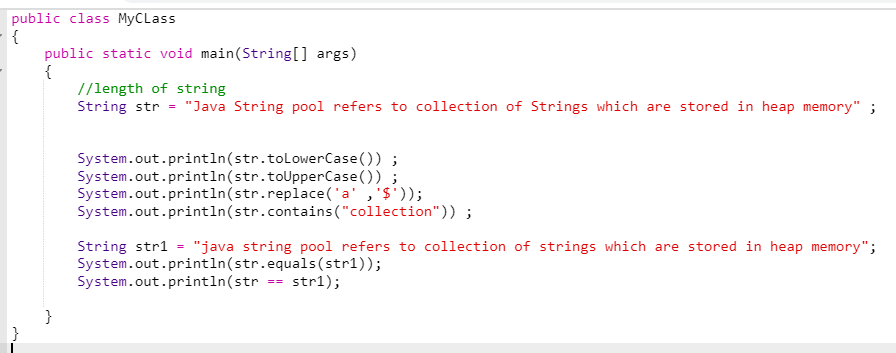 public class MyCLass
{
public static void main(String[] args)
{
//length of string
String str = "Java String pool refers to collection of Strings which are stored in heap memory" ;
System.out.println(str.toLowerCase()) ;
System.out.println(str.toUpperCase()) ;
System.out.println(str.replace('a' ,'$'));
System.out.println(str.contains("collection")) ;
String str1 = "java string pool refers to collection of strings which are stored in heap memory";
System.out.println(str.equals(str1));
System.out.println(str == str1);
}
}